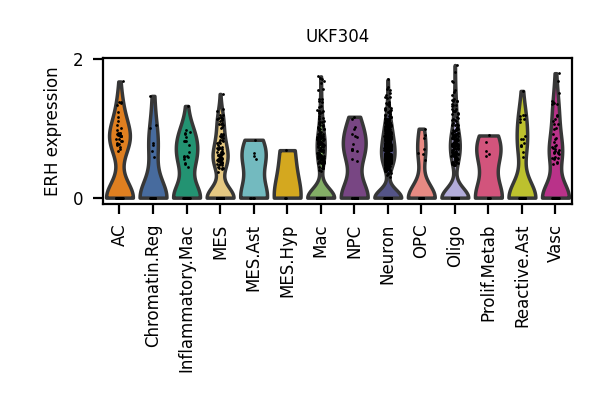 UKF304
ERH expression
2
0
AC
Chromatin.Reg
Inflammatory.Mac
MES
MES.Ast
MES.Hyp
Mac
NPC
Neuron
OPC
Oligo
Prolif.Metab
Reactive.Ast
Vasc